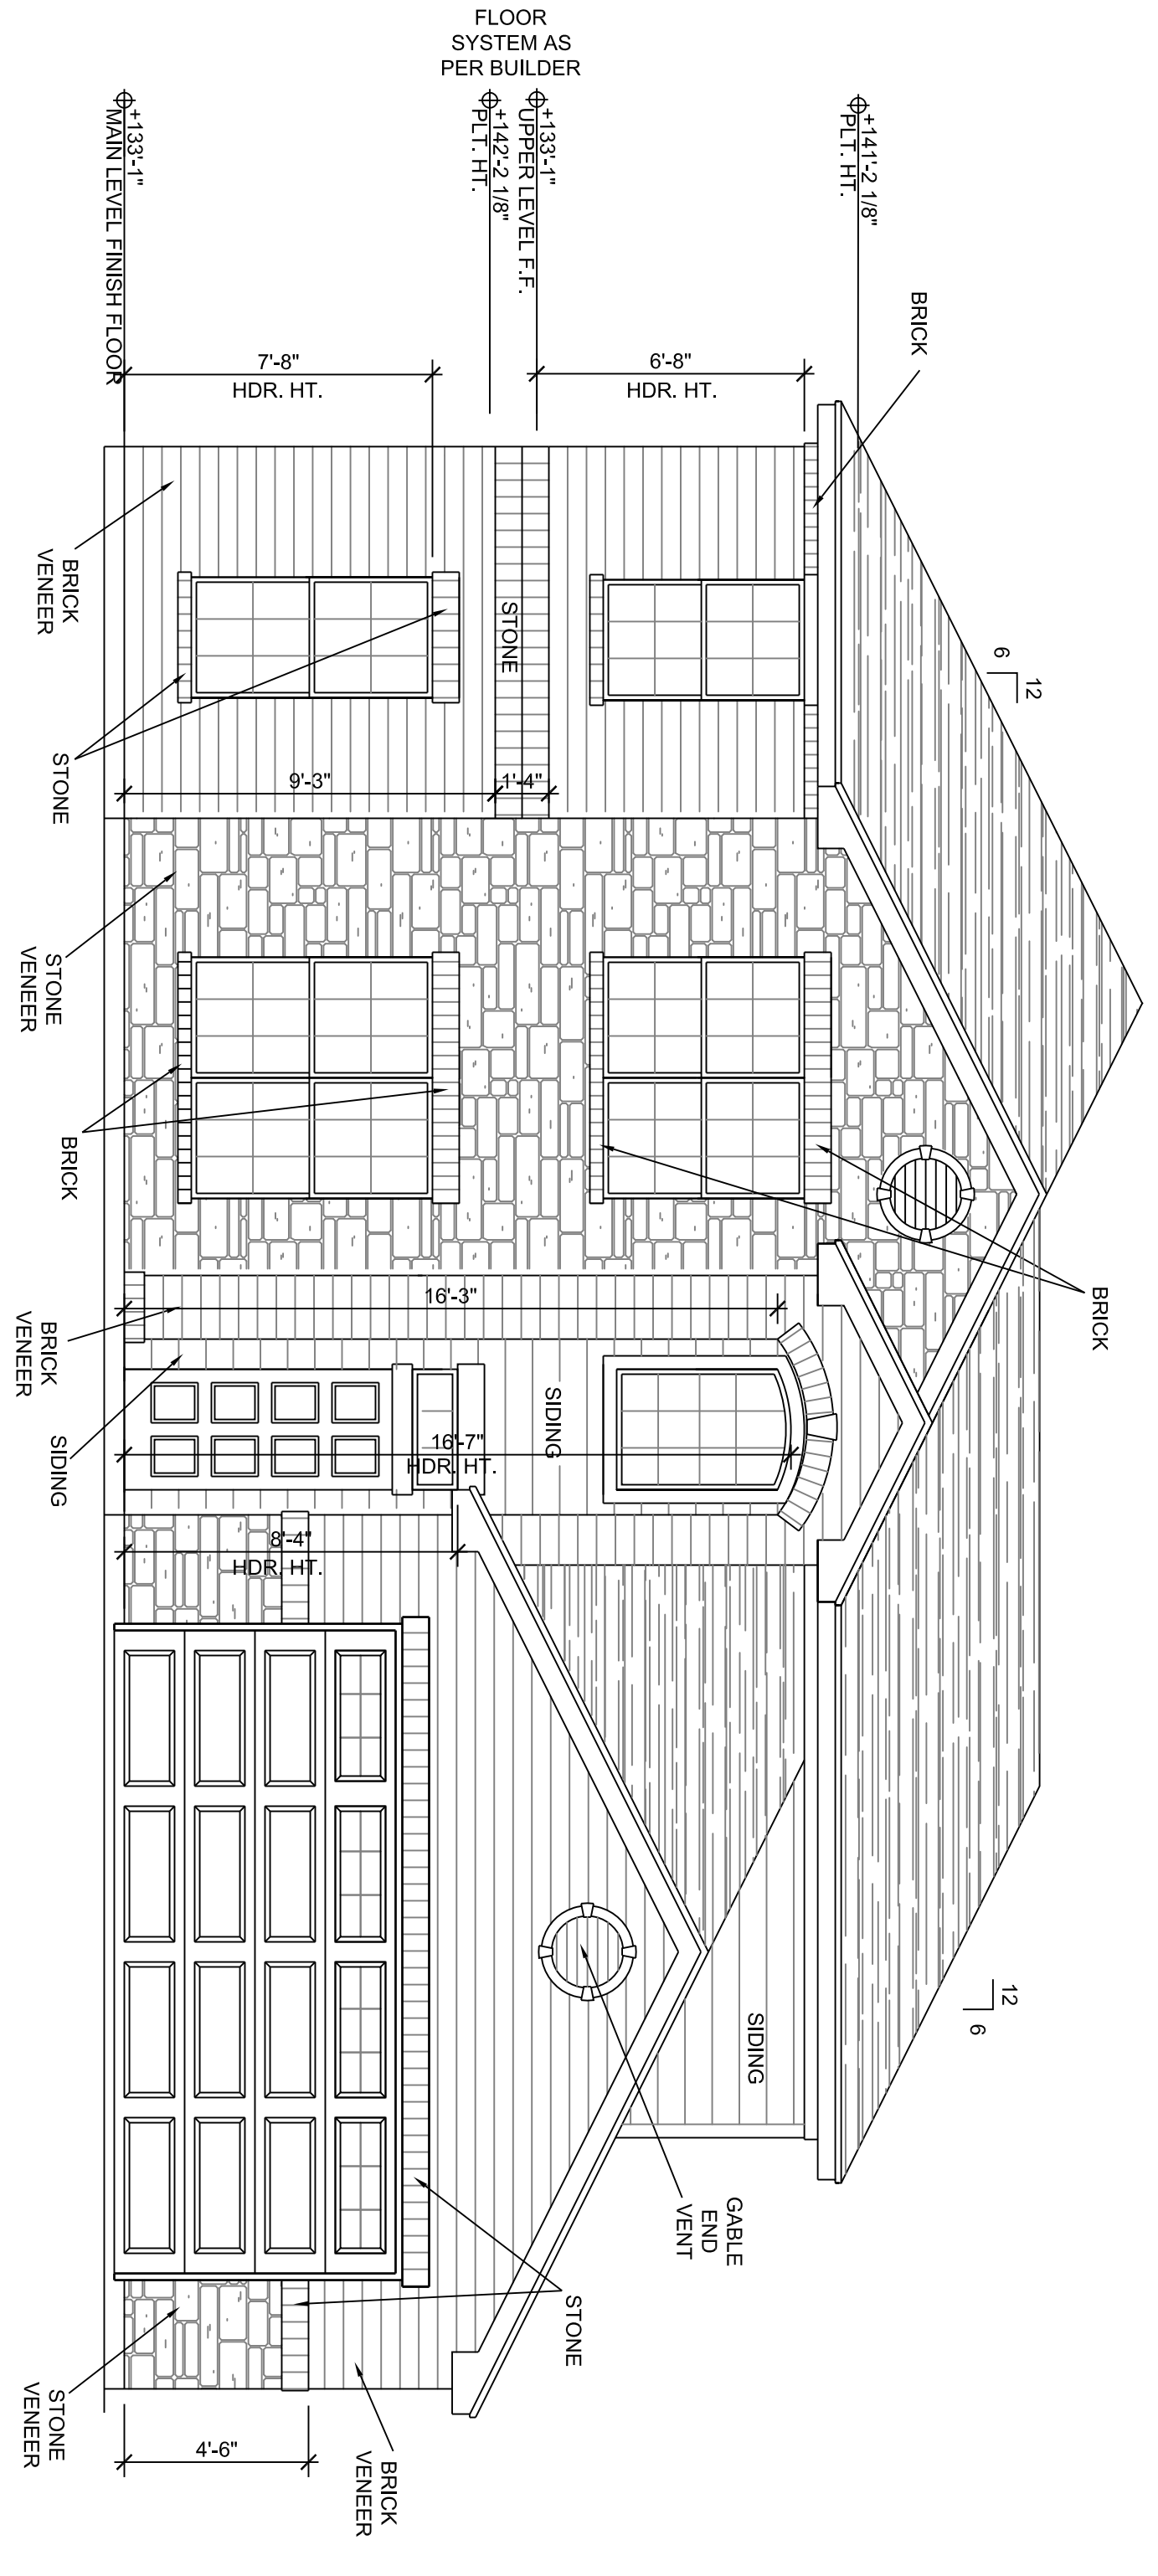 FLOOR
SYSTEM AS
PER BUILDER
+141'-2 1/8"
PLT. HT.
+133'-1"
UPPER LEVEL F.F.
+142'-2 1/8"
PLT. HT.
+133'-1"
MAIN LEVEL FINISH FLOOR
6'-8"
HDR. HT.
7'-8"
HDR. HT.
BRICK
BRICK
VENEER
STONE
12
6
STONE
9'-3"
1'-4"
STONE
VENEER
BRICK
BRICK
16'-3"
BRICK
VENEER
SIDING
SIDING
16'-7"
HDR. HT.
8'-4"
HDR. HT.
12
6
SIDING
GABLE
END
VENT
STONE
STONE
VENEER
BRICK
VENEER
4'-6"